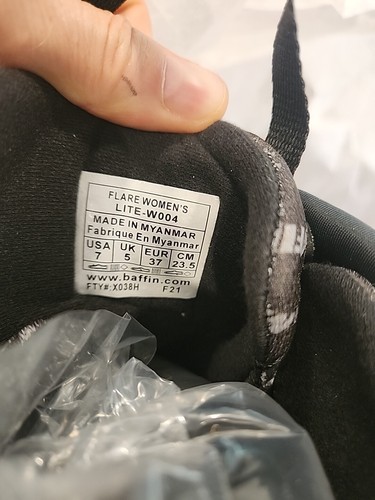 FLARE WOMEN'S
LITE-W004
MADE IN MYANMAR
Fabrique En Myanmar
USA UK EUR CM
7 5 37 23.5
www.baffin.com
FTY# X038H F21